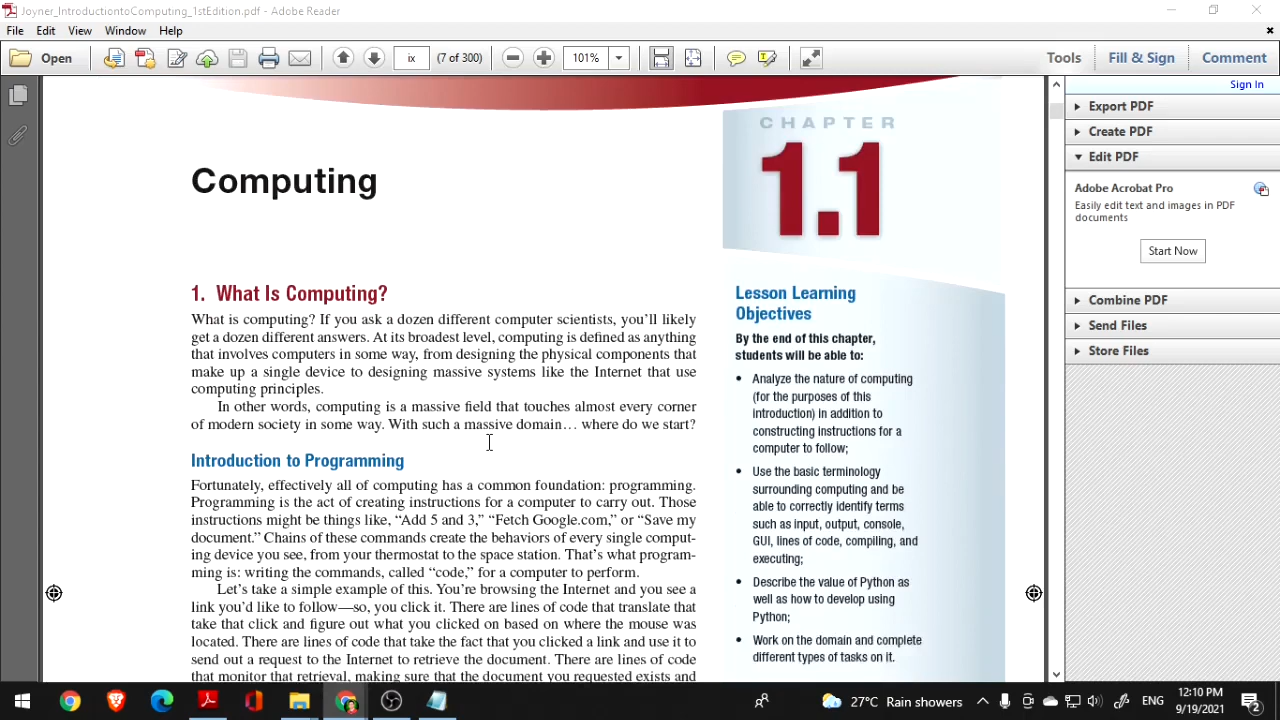 Joyner_IntroductiontoComputing_1stEdition.pdf - Adobe Reader
File Edit View Window Help
Open ix (7 of 300) 101% Tools Fill & Sign Comment
Sign In
Export PDF
Create PDF
Edit PDF
Adobe Acrobat Pro
Easily edit text and images in PDF
documents
Start Now
Combine PDF
Send Files
Store Files
CHAPTER
1.1
Computing
1. What Is Computing?
What is computing? If you ask a dozen different computer scientists, you’ll likely
get a dozen different answers. At its broadest level, computing is defined as anything
that involves computers in some way, from designing the physical components that
make up a single device to designing massive systems like the Internet that use
computing principles.
In other words, computing is a massive field that touches almost every corner
of modern society in some way. With such a massive domain… where do we start?
Introduction to Programming
Fortunately, effectively all of computing has a common foundation: programming.
Programming is the act of creating instructions for a computer to carry out. Those
instructions might be things like, “Add 5 and 3,” “Fetch Google.com,” or “Save my
document.” Chains of these commands create the behaviors of every single comput-
ing device you see, from your thermostat to the space station. That’s what program-
ming is: writing the commands, called “code,” for a computer to perform.
Let’s take a simple example of this. You’re browsing the Internet and you see a
link you’d like to follow—so, you click it. There are lines of code that translate that
take that click and figure out what you clicked on based on where the mouse was
located. There are lines of code that take the fact that you clicked a link and use it to
send out a request to the Internet to retrieve the document. There are lines of code
that monitor that retrieval, making sure that the document you requested exists and
Lesson Learning
Objectives
By the end of this chapter,
students will be able to:
• Analyze the nature of computing
(for the purposes of this
introduction) in addition to
constructing instructions for a
computer to follow;
• Use the basic terminology
surrounding computing and be
able to correctly identify terms
such as input, output, console,
GUI, lines of code, compiling, and
executing;
• Describe the value of Python as
well as how to develop using
Python;
• Work on the domain and complete
different types of tasks on it.
27°C Rain showers ENG 12:10 PM
9/19/2021 2